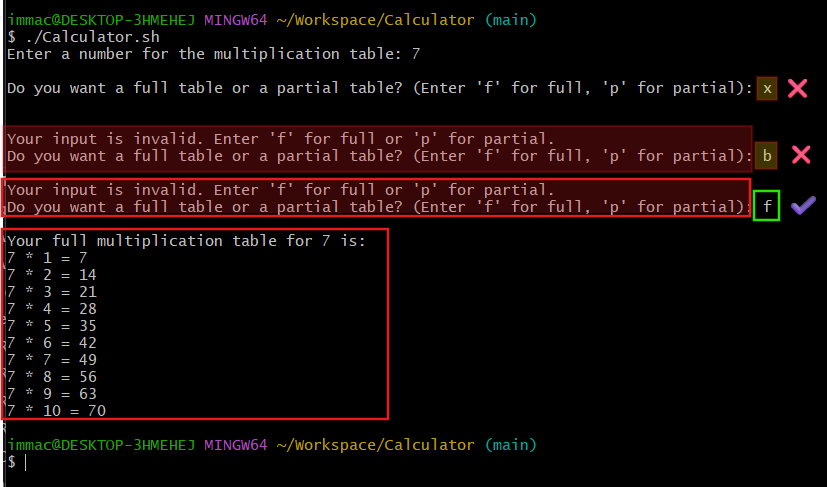 immac@DESKTOP-3HMEHEJ MINGW64 ~/Workspace/Calculator (main)
$ ./Calculator.sh
Enter a number for the multiplication table: 7
Do you want a full table or a partial table? (Enter 'f' for full, 'p' for partial): x
Your input is invalid. Enter 'f' for full or 'p' for partial.
Do you want a full table or a partial table? (Enter 'f' for full, 'p' for partial): b
Your input is invalid. Enter 'f' for full or 'p' for partial.
Do you want a full table or a partial table? (Enter 'f' for full, 'p' for partial): f
Your full multiplication table for 7 is:
7 * 1 = 7
7 * 2 = 14
7 * 3 = 21
7 * 4 = 28
7 * 5 = 35
7 * 6 = 42
7 * 7 = 49
7 * 8 = 56
7 * 9 = 63
7 * 10 = 70
immac@DESKTOP-3HMEHEJ MINGW64 ~/Workspace/Calculator (main)
$